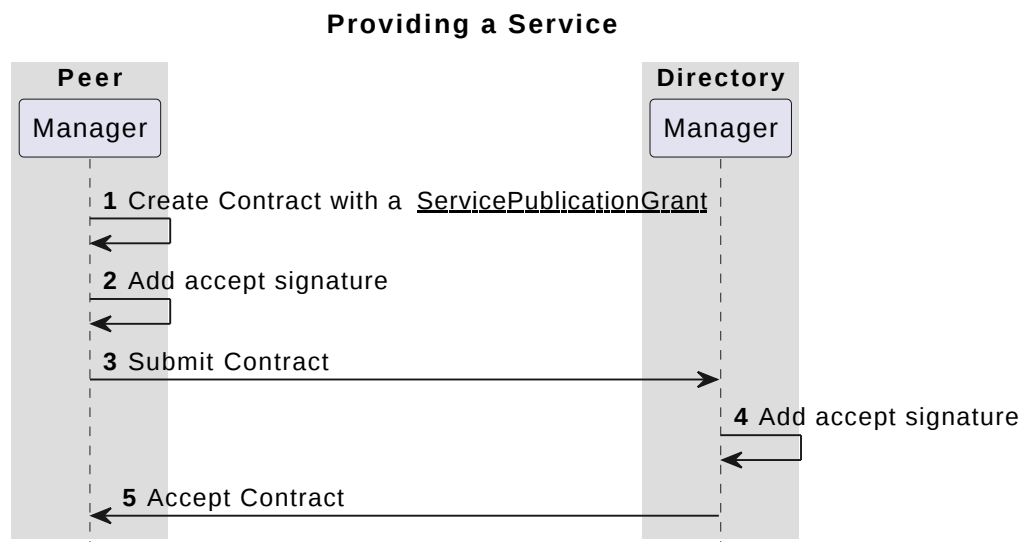 Providing a Service
Peer
Directory
Manager
Manager
1 Create Contract with a ServicePublicationGrant
2 Add accept signature
3 Submit Contract
4 Add accept signature
5 Accept Contract